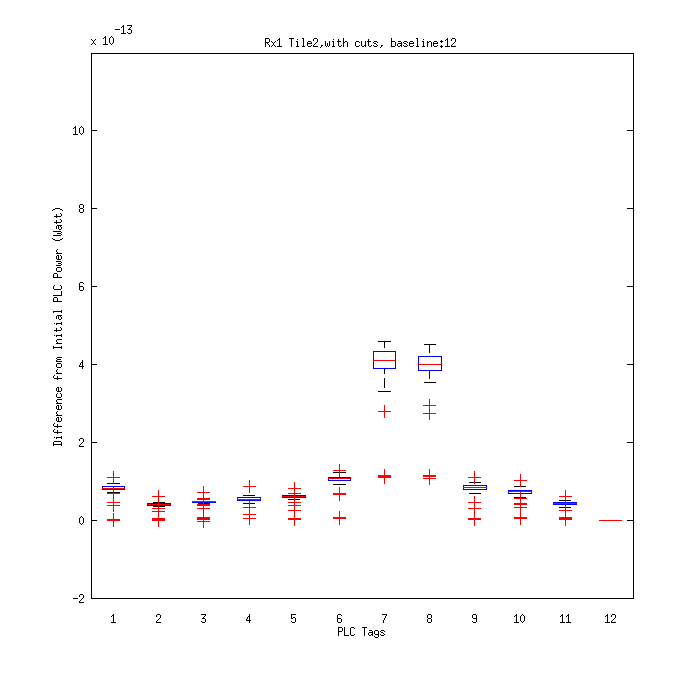 x 10-13
Rx1 Tile2,with cuts, baseline:12
Difference from Initial PLC Power (Watt)
10
8
6
4
2
0
-2
1 2 3 4 5 6 7 8 9 10 11 12
PLC Tags